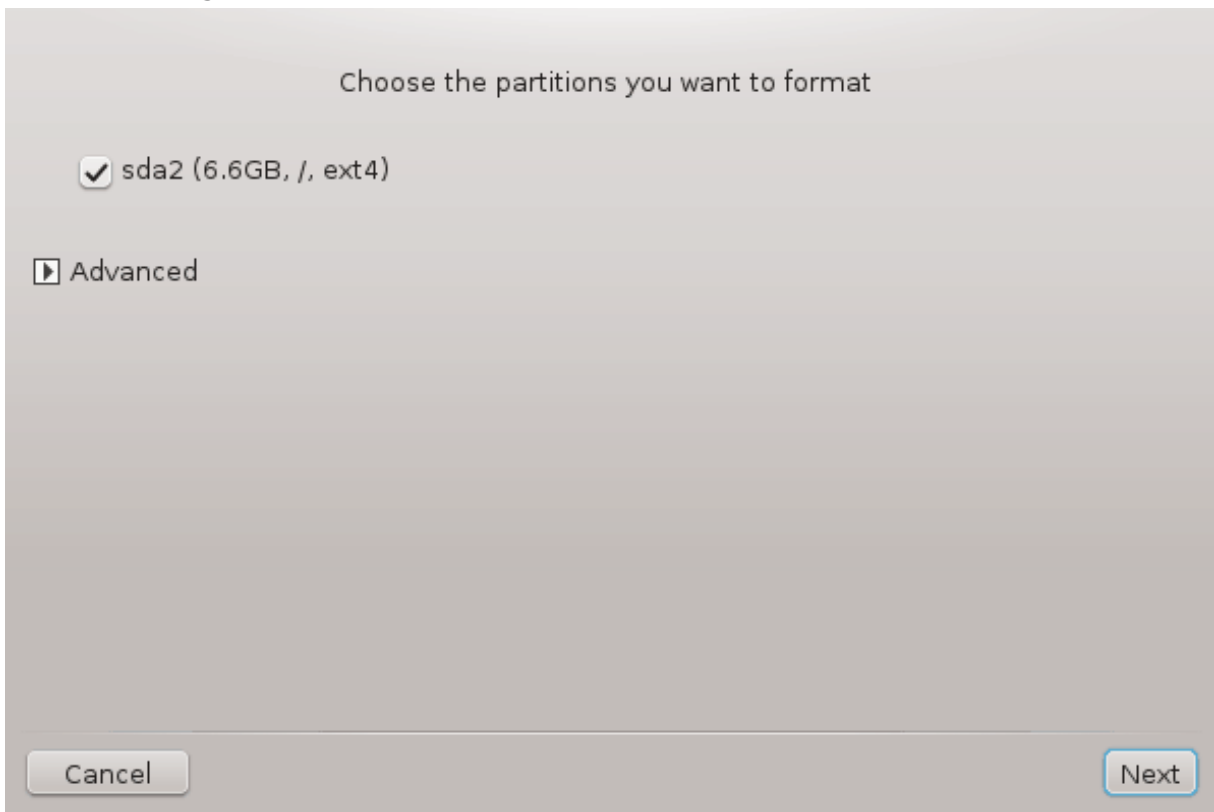 Choose the partitions you want to format
sda2 (6.6GB, /, ext4)
Advanced
Cancel
Next